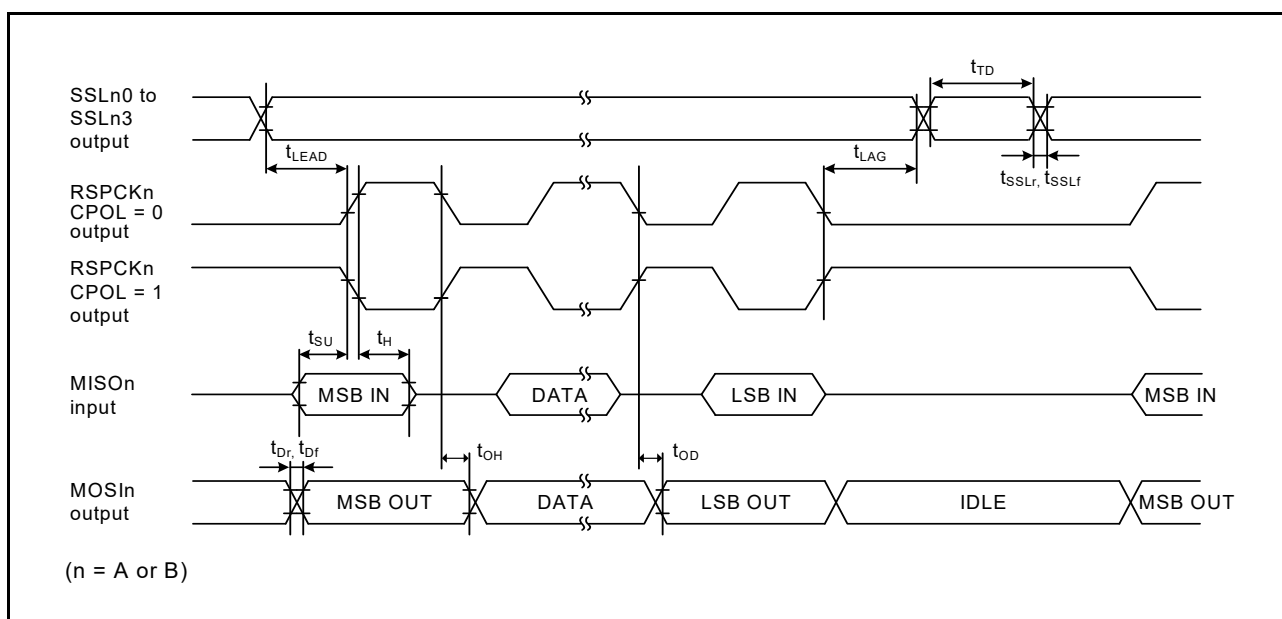 SSLn0 to
SSLn3
output
tTD
tLEAD
tLAG
tSSLr, tSSLf
RSPCKn
CPOL = 0
output
RSPCKn
CPOL = 1
output
tSU
tH
MISOn
input
MSB IN
DATA
LSB IN
MSB IN
tDr, tDf
tOH
tOD
MOSIn
output
MSB OUT
DATA
LSB OUT
IDLE
MSB OUT
(n = A or B)